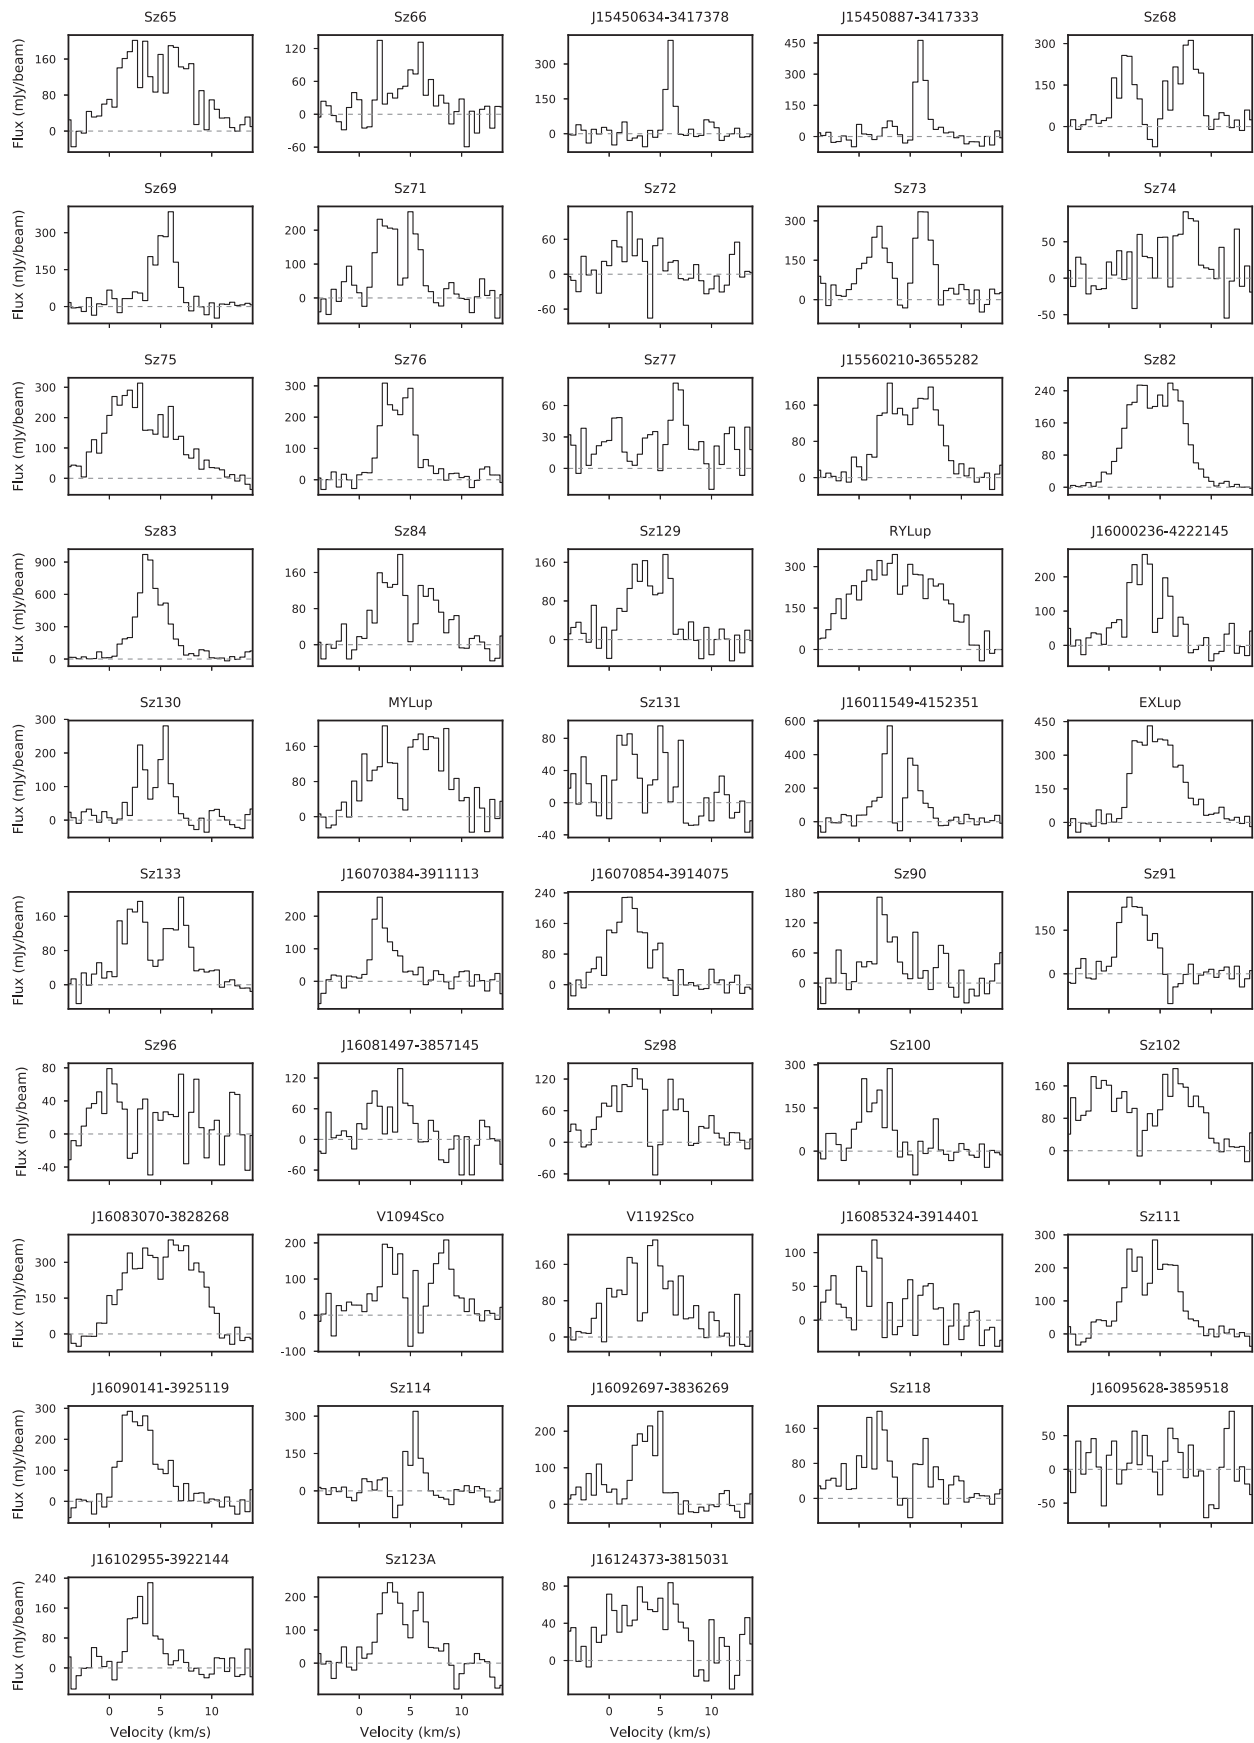 Sz65 Sz66 J15450634-3417378 J15450887-3417333 Sz68
Flux (mJy/beam)
160 80 0
120 60 0 -60
450 300 150 0
450 300 150 0
300 200 100 0
Sz69 Sz71 Sz72 Sz73 Sz74
Flux (mJy/beam)
300 150 0
200 100 0
60 0 -60
300 150 0
50 0 -50
Sz75 Sz76 Sz77 J15560210-3655282 Sz82
Flux (mJy/beam)
300 200 100 0
300 200 100 0
60 30 0
160 80 0
240 160 80 0
Sz83 Sz84 Sz129 RYLup J16000236-4222145
Flux (mJy/beam)
900 600 300 0
160 80 0
160 80 0
300 150 0
200 100 0
Sz130 MYLup Sz131 J16011549-4152351 EXLup
Flux (mJy/beam)
300 200 100 0
160 80 0
80 40 0 -40
600 400 200 0
450 300 150 0
Sz133 J16070384-3911113 J16070854-3914075 Sz90 Sz91
Flux (mJy/beam)
160 80 0
200 100 0
240 160 80 0
180 120 60 0
150 0
Sz96 J16081497-3857145 Sz98 Sz100 Sz102
Flux (mJy/beam)
80 40 0 -40
120 60 0 -60
120 60 0 -60
300 150 0
160 80 0
J16083070-3828268 V1094Sco V1192Sco J16085324-3914401 Sz111
Flux (mJy/beam)
300 150 0
200 100 0 -100
160 80 0
100 50 0
300 200 100 0
J16090141-3925119 Sz114 J16092697-3836269 Sz118 J16095628-3859518
Flux (mJy/beam)
300 200 100 0
300 150 0
200 100 0
160 80 0
50 0 -50
J16102955-3922144 Sz123A J16124373-3815031
Flux (mJy/beam)
240 160 80 0
200 100 0
80 40 0
0 5 10 0 5 10 0 5 10
Velocity (km/s) Velocity (km/s) Velocity (km/s)